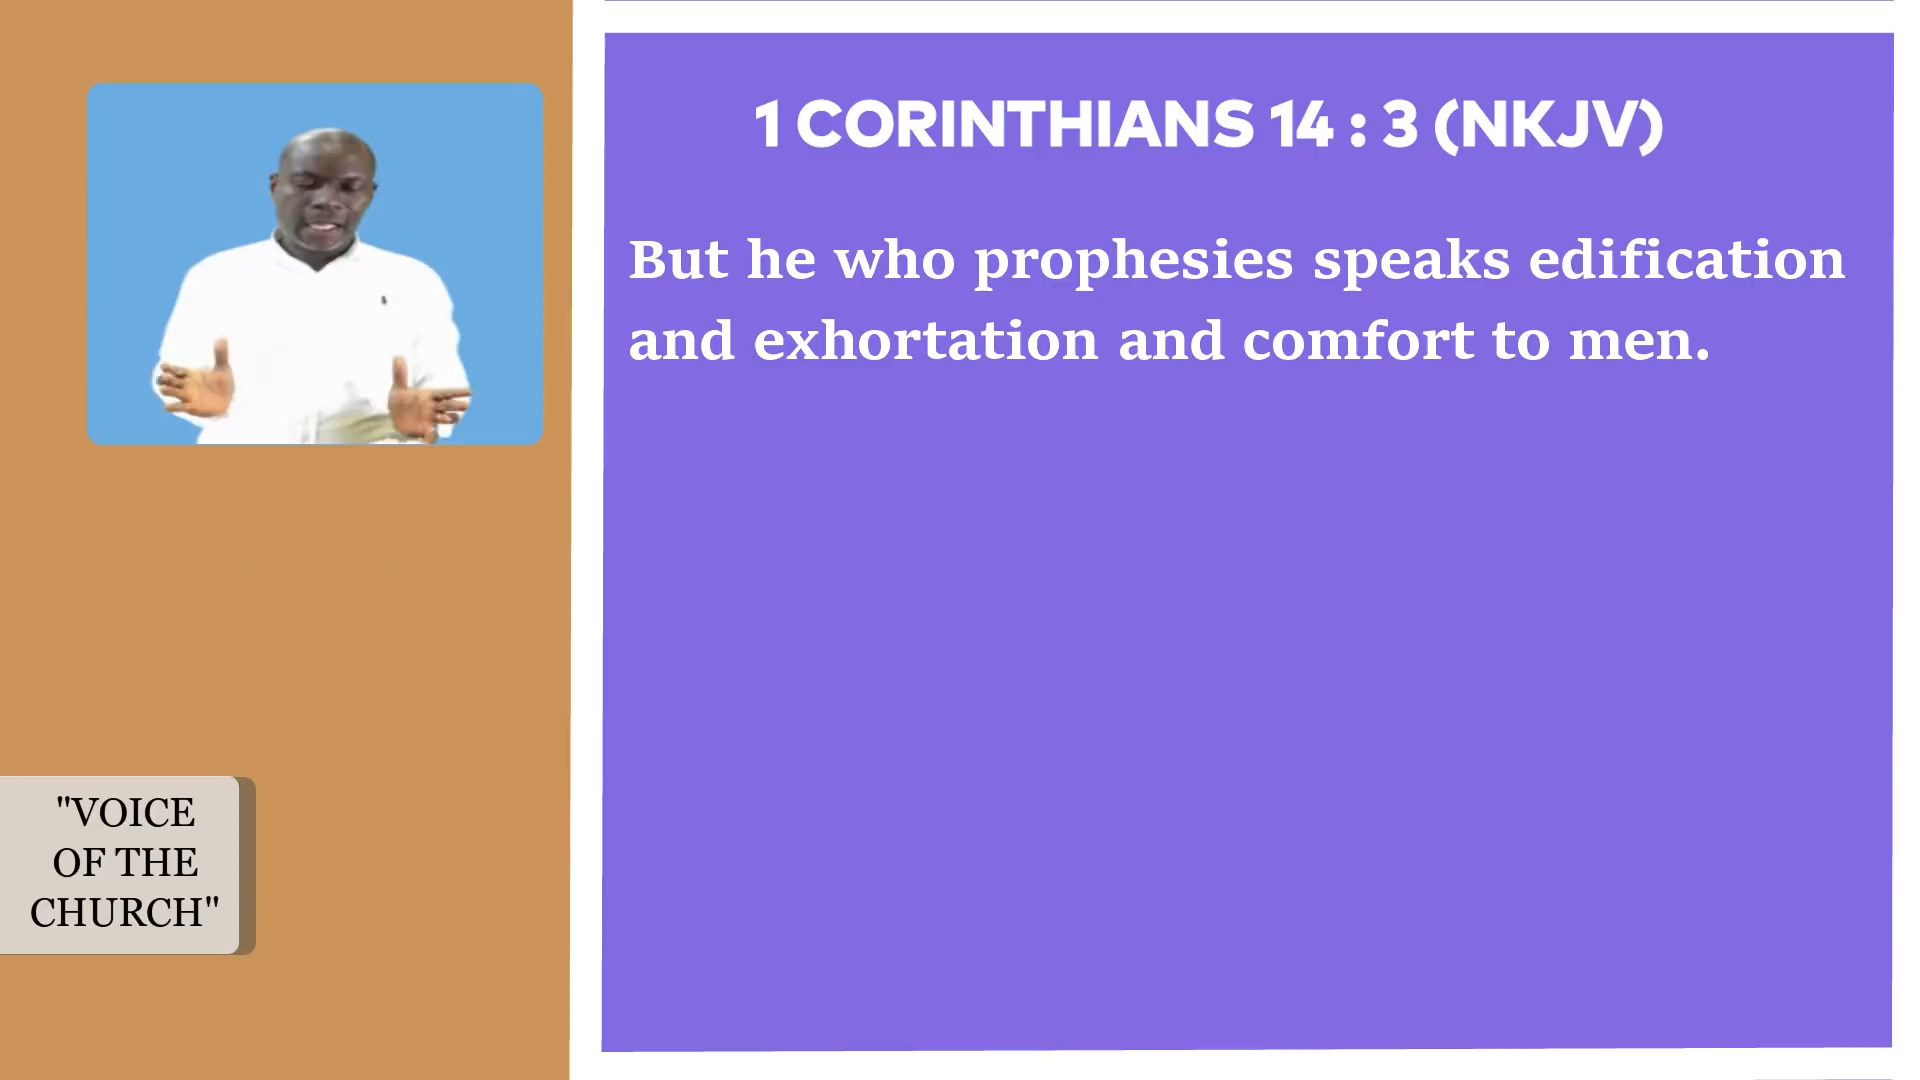 1 CORINTHIANS 14 : 3 (NKJV)
But he who prophesies speaks edification
and exhortation and comfort to men.
"VOICE
OF THE
CHURCH"